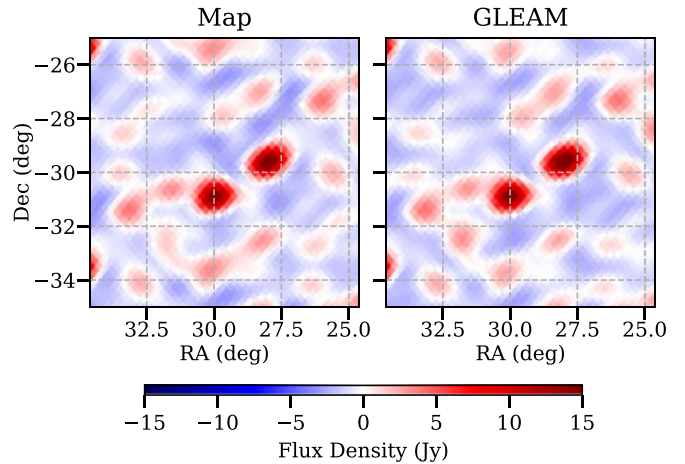 Map
GLEAM
−26
−28
−30
−32
−34
Dec (deg)
32.5 30.0 27.5 25.0
32.5 30.0 27.5 25.0
RA (deg)
RA (deg)
−15 −10 −5 0 5 10 15
Flux Density (Jy)